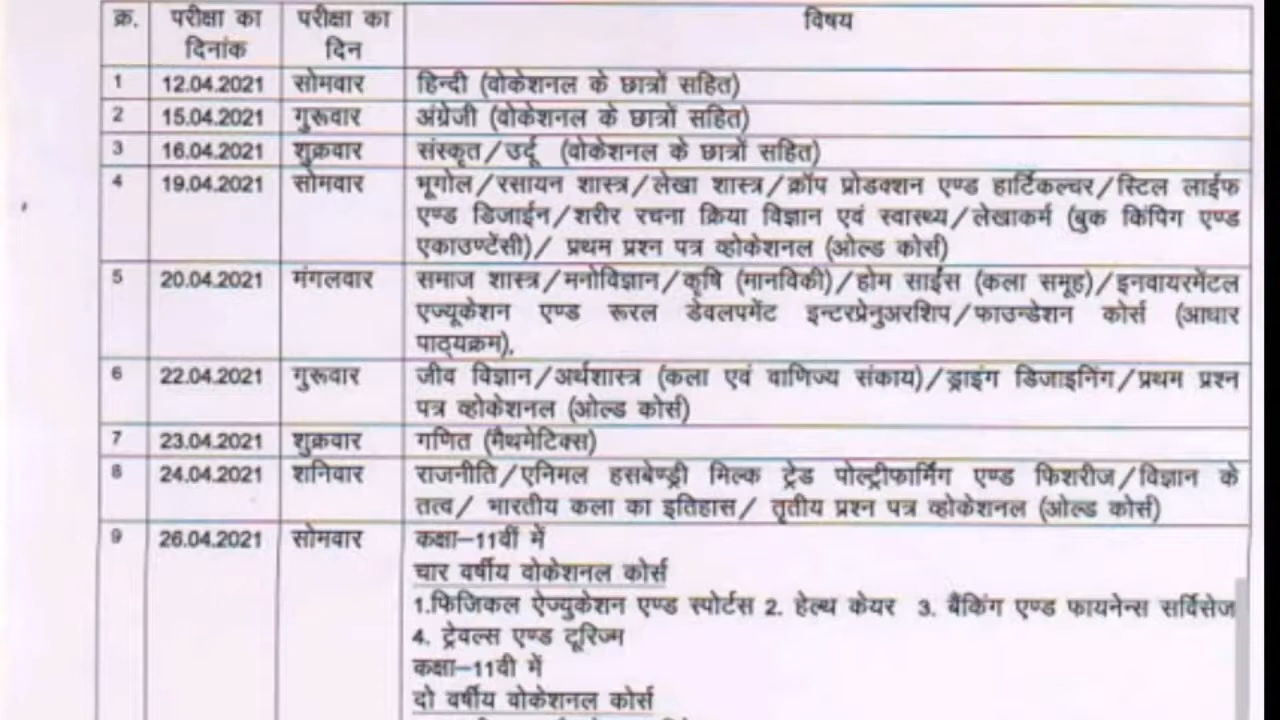 क्र. परीक्षा का परीक्षा का विषय
दिनांक दिन
1 12.04.2021 सोमवार हिन्दी (वोकेशनल के छात्रों सहित)
2 15.04.2021 गुरूवार अंग्रेजी (वोकेशनल के छात्रों सहित)
3 16.04.2021 शुक्रवार संस्कृत/उर्दू (वोकेशनल के छात्रों सहित)
4 19.04.2021 सोमवार भूगोल/रसायन शास्त्र/लेखा शास्त्र/क्रॉप प्रोडक्शन एण्ड हार्टिकल्चर/स्टिल लाईफ
एण्ड डिजाईन/शरीर रचना क्रिया विज्ञान एवं स्वास्थ्य/लेखाकर्म (बुक किपिंग एण्ड
एकाउण्टेंसी)/ प्रथम प्रश्न पत्र व्होकेशनल (ओल्ड कोर्स)
5 20.04.2021 मंगलवार समाज शास्त्र/मनोविज्ञान/कृषि (मानविकी)/होम साईंस (कला समूह)/इनवायरमेंटल
एज्यूकेशन एण्ड रूरल डेवलपमेंट इन्टरप्रेनुअरशिप/फाउन्डेशन कोर्स (आधार
पाठ्यक्रम),
6 22.04.2021 गुरूवार जीव विज्ञान/अर्थशास्त्र (कला एवं वाणिज्य संकाय)/ड्राइंग डिजाइनिंग/प्रथम प्रश्न
पत्र व्होकेशनल (ओल्ड कोर्स)
7 23.04.2021 शुक्रवार गणित (मैथमेटिक्स)
8 24.04.2021 शनिवार राजनीति/एनिमल हसबेण्ड्री मिल्क ट्रेड पोल्ट्रीफार्मिंग एण्ड फिशरीज/विज्ञान के
तत्व/ भारतीय कला का इतिहास/ तृतीय प्रश्न पत्र व्होकेशनल (ओल्ड कोर्स)
9 26.04.2021 सोमवार कक्षा–11वीं में
चार वर्षीय वोकेशनल कोर्स
1.फिजिकल ऐज्युकेशन एण्ड स्पोर्टस 2. हेल्थ केयर 3. बैंकिंग एण्ड फायनेन्स सर्विसेज
4. ट्रेवल्स एण्ड टूरिज्म
कक्षा–11वी में
दो वर्षीय वोकेशनल कोर्स